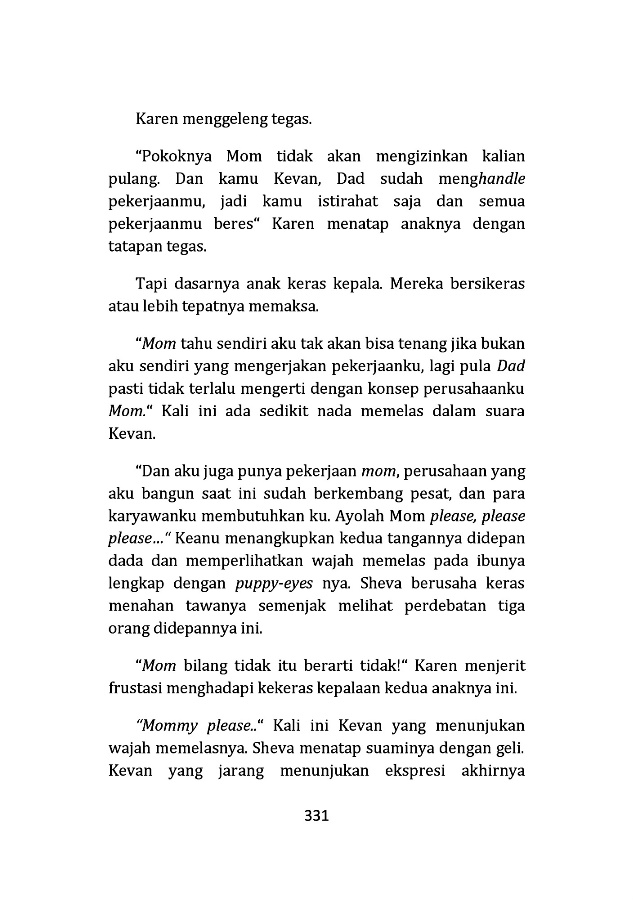 Karen menggeleng tegas.
“Pokoknya Mom tidak akan mengizinkan kalian
pulang. Dan kamu Kevan, Dad sudah menghandle
pekerjaanmu, jadi kamu istirahat saja dan semua
pekerjaanmu beres“ Karen menatap anaknya dengan
tatapan tegas.
Tapi dasarnya anak keras kepala. Mereka bersikeras
atau lebih tepatnya memaksa.
“Mom tahu sendiri aku tak akan bisa tenang jika bukan
aku sendiri yang mengerjakan pekerjaanku, lagi pula Dad
pasti tidak terlalu mengerti dengan konsep perusahaanku
Mom.“ Kali ini ada sedikit nada memelas dalam suara
Kevan.
“Dan aku juga punya pekerjaan mom, perusahaan yang
aku bangun saat ini sudah berkembang pesat, dan para
karyawanku membutuhkan ku. Ayolah Mom please, please
please...“ Keanu menangkupkan kedua tangannya didepan
dada dan memperlihatkan wajah memelas pada ibunya
lengkap dengan puppy-eyes nya. Sheva berusaha keras
menahan tawanya semenjak melihat perdebatan tiga
orang didepannya ini.
“Mom bilang tidak itu berarti tidak!“ Karen menjerit
frustasi menghadapi kekeras kepalaan kedua anaknya ini.
“Mommy please..“ Kali ini Kevan yang menunjukan
wajah memelasnya. Sheva menatap suaminya dengan geli.
Kevan yang jarang menunjukan ekspresi akhirnya
331